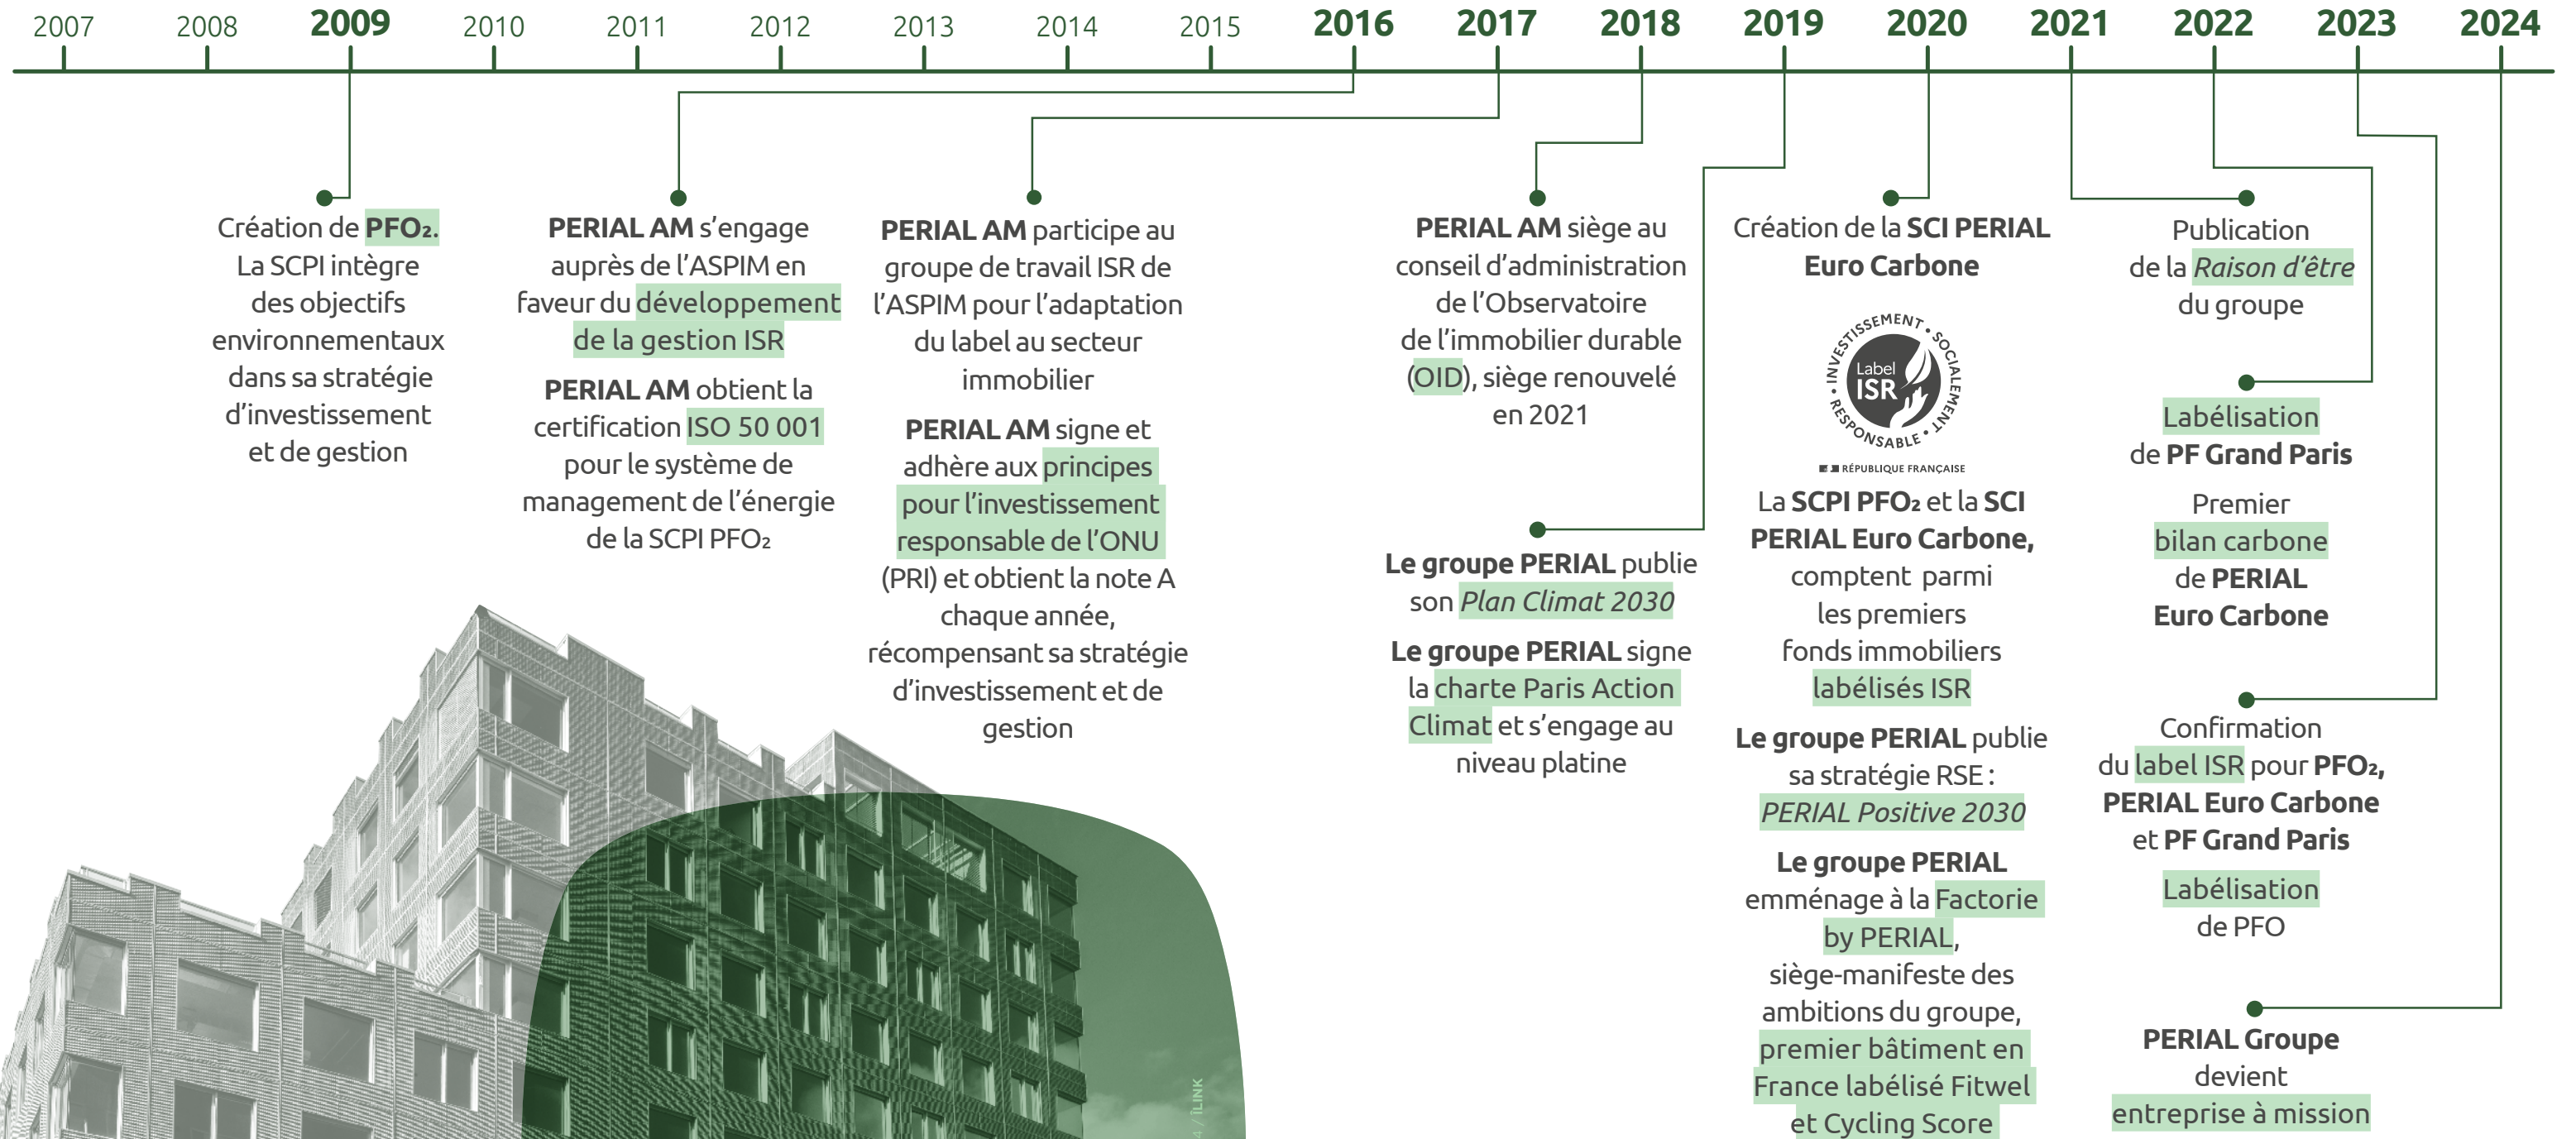 2007 2008 2009 2010 2011 2012 2013 2014 2015 2016 2017 2018 2019 2020 2021 2022 2023 2024
Création de PFO₂.
La SCPI intègre
des objectifs
environnementaux
dans sa stratégie
d’investissement
et de gestion
PERIAL AM s’engage
auprès de l’ASPIM en
faveur du développement
de la gestion ISR
PERIAL AM obtient la
certification ISO 50 001
pour le système de
management de l’énergie
de la SCPI PFO₂
PERIAL AM participe au
groupe de travail ISR de
l’ASPIM pour l’adaptation
du label au secteur
immobilier
PERIAL AM signe et
adhère aux principes
pour l’investissement
responsable de l’ONU
(PRI) et obtient la note A
chaque année,
récompensant sa stratégie
d’investissement et de
gestion
PERIAL AM siège au
conseil d’administration
de l’Observatoire
de l’immobilier durable
(OID), siège renouvelé
en 2021
Le groupe PERIAL publie
son Plan Climat 2030
Le groupe PERIAL signe
la charte Paris Action
Climat et s’engage au
niveau platine
Création de la SCI PERIAL
Euro Carbone
INVESTISSEMENT • SOCIALEMENT • RESPONSABLE •
Label
ISR
RÉPUBLIQUE FRANÇAISE
La SCPI PFO₂ et la SCI
PERIAL Euro Carbone,
comptent parmi
les premiers
fonds immobiliers
labélisés ISR
Le groupe PERIAL publie
sa stratégie RSE :
PERIAL Positive 2030
Le groupe PERIAL
emménage à la Factorie
by PERIAL,
siège-manifeste des
ambitions du groupe,
premier bâtiment en
France labélisé Fitwel
et Cycling Score
Publication
de la Raison d’être
du groupe
Labélisation
de PF Grand Paris
Premier
bilan carbone
de PERIAL
Euro Carbone
Confirmation
du label ISR pour PFO₂,
PERIAL Euro Carbone
et PF Grand Paris
Labélisation
de PFO
PERIAL Groupe
devient
entreprise à mission
4 / ÎLINK